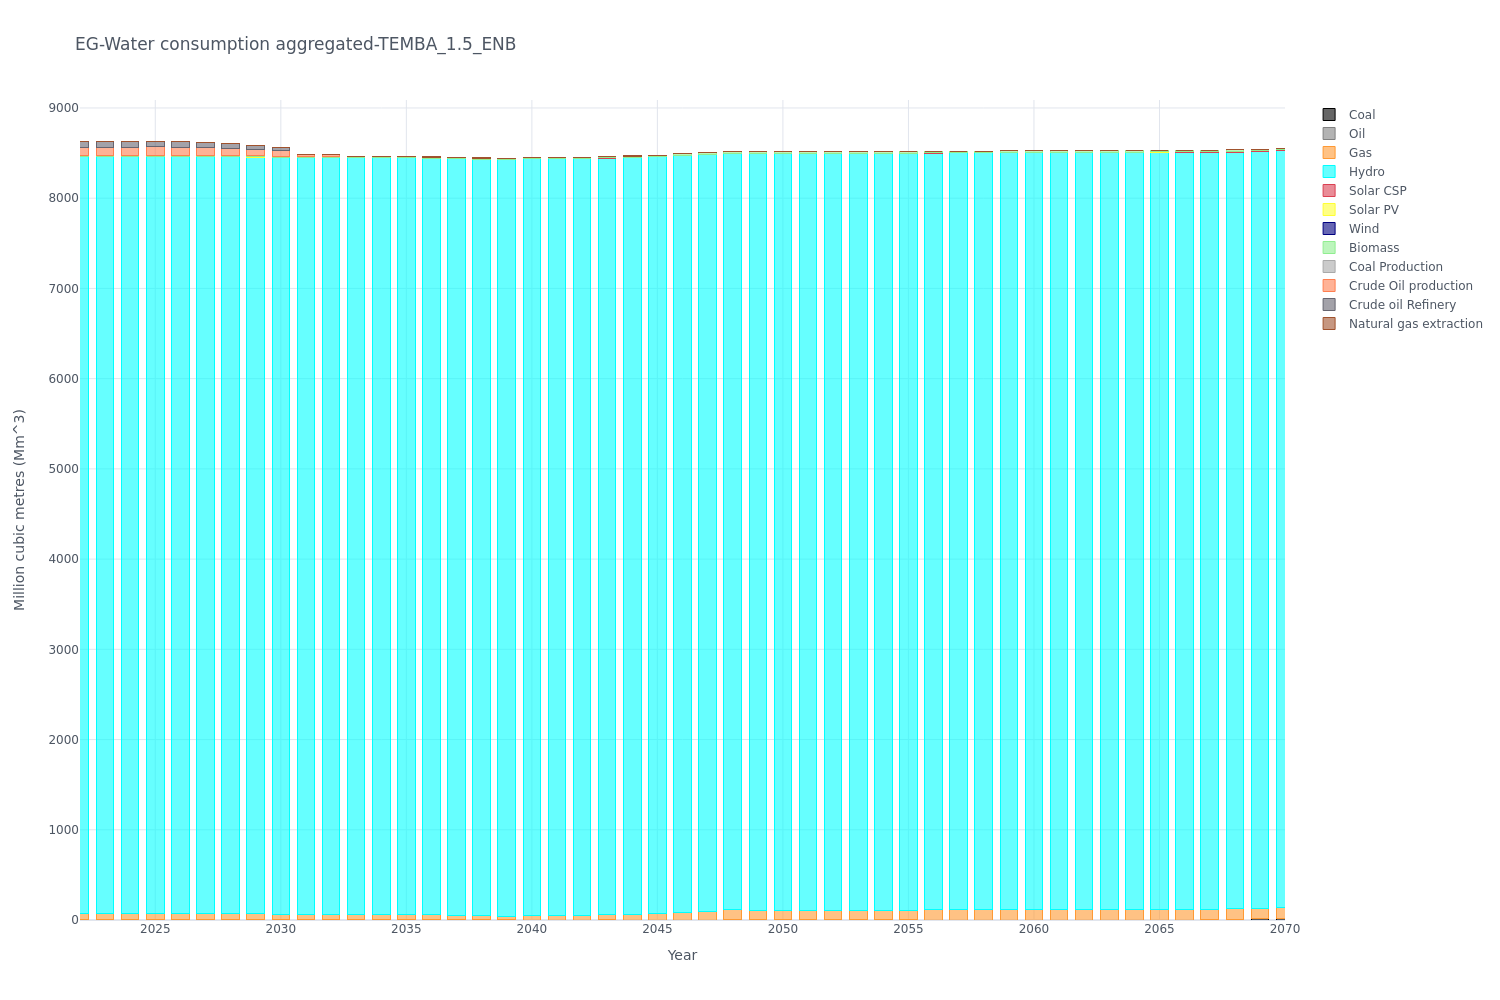 EG-Water consumption aggregated-TEMBA_1.5_ENB
9000
8000
7000
6000
5000
4000
3000
2000
1000
0
Million cubic metres (Mm^3)
2025
2030
2035
2040
2045
2050
2055
2060
2065
2070
Year
Coal
Oil
Gas
Hydro
Solar CSP
Solar PV
Wind
Biomass
Coal Production
Crude Oil production
Crude oil Refinery
Natural gas extraction